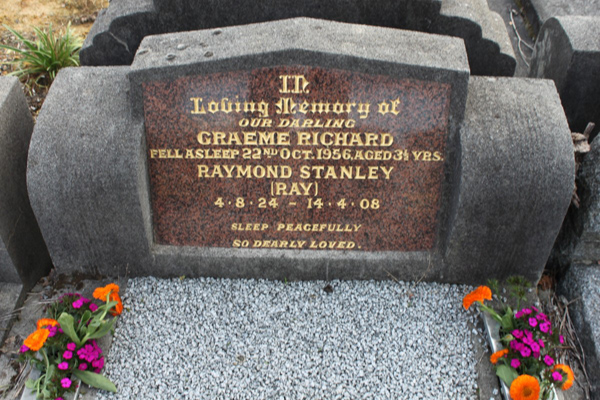 In
Loving Memory of
OUR DARLING
GRAEME RICHARD
FELL ASLEEP 22ND OCT. 1956, AGED 3½ YRS.
RAYMOND STANLEY
(RAY)
4·8·24 – 14·4·08
SLEEP PEACEFULLY
SO DEARLY LOVED.